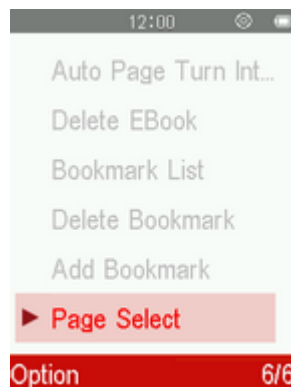 12:00
Auto Page Turn Int...
Delete EBook
Bookmark List
Delete Bookmark
Add Bookmark
Page Select
Option 6/6